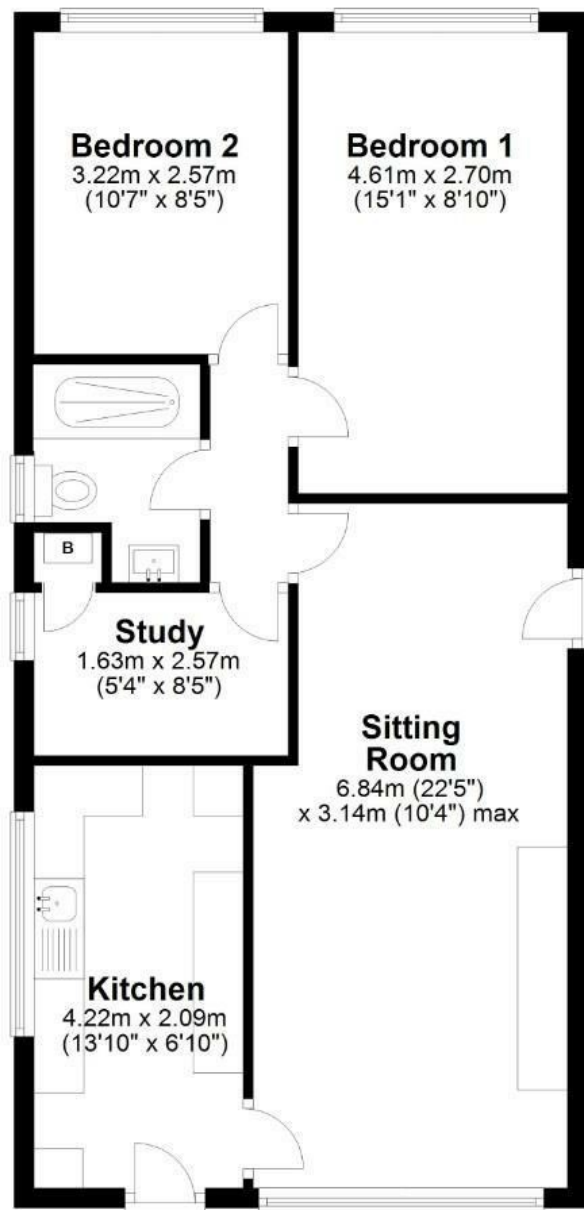 Bedroom 2
3.22m x 2.57m
(10'7" x 8'5")
Bedroom 1
4.61m x 2.70m
(15'1" x 8'10")
B
Study
1.63m x 2.57m
(5'4" x 8'5")
Sitting
Room
6.84m (22'5")
x 3.14m (10'4") max
Kitchen
4.22m x 2.09m
(13'10" x 6'10")